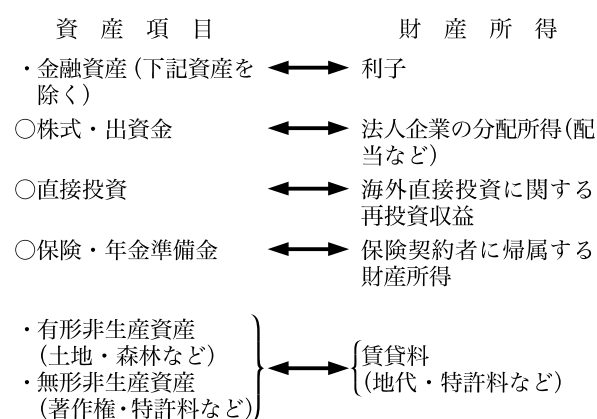 資産項目　財産所得
・金融資産(下記資産を　利子
除く)
○株式・出資金　法人企業の分配所得(配
当など)
○直接投資　海外直接投資に関する
再投資収益
○保険・年金準備金　保険契約者に帰属する
財産所得
・有形非生産資産
(土地・森林など)　賃貸料
・無形非生産資産　(地代・特許料など)
(著作権・特許料など)